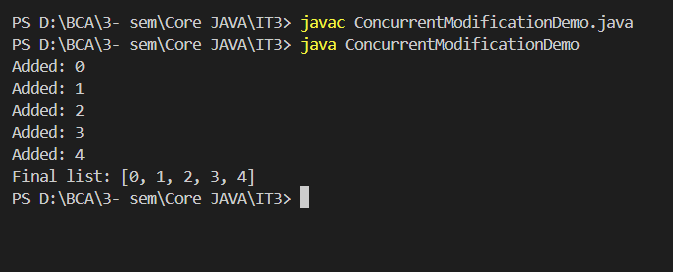 PS D:\BCA\3- sem\Core JAVA\IT3> javac ConcurrentModificationDemo.java
PS D:\BCA\3- sem\Core JAVA\IT3> java ConcurrentModificationDemo
Added: 0
Added: 1
Added: 2
Added: 3
Added: 4
Final list: [0, 1, 2, 3, 4]
PS D:\BCA\3- sem\Core JAVA\IT3>